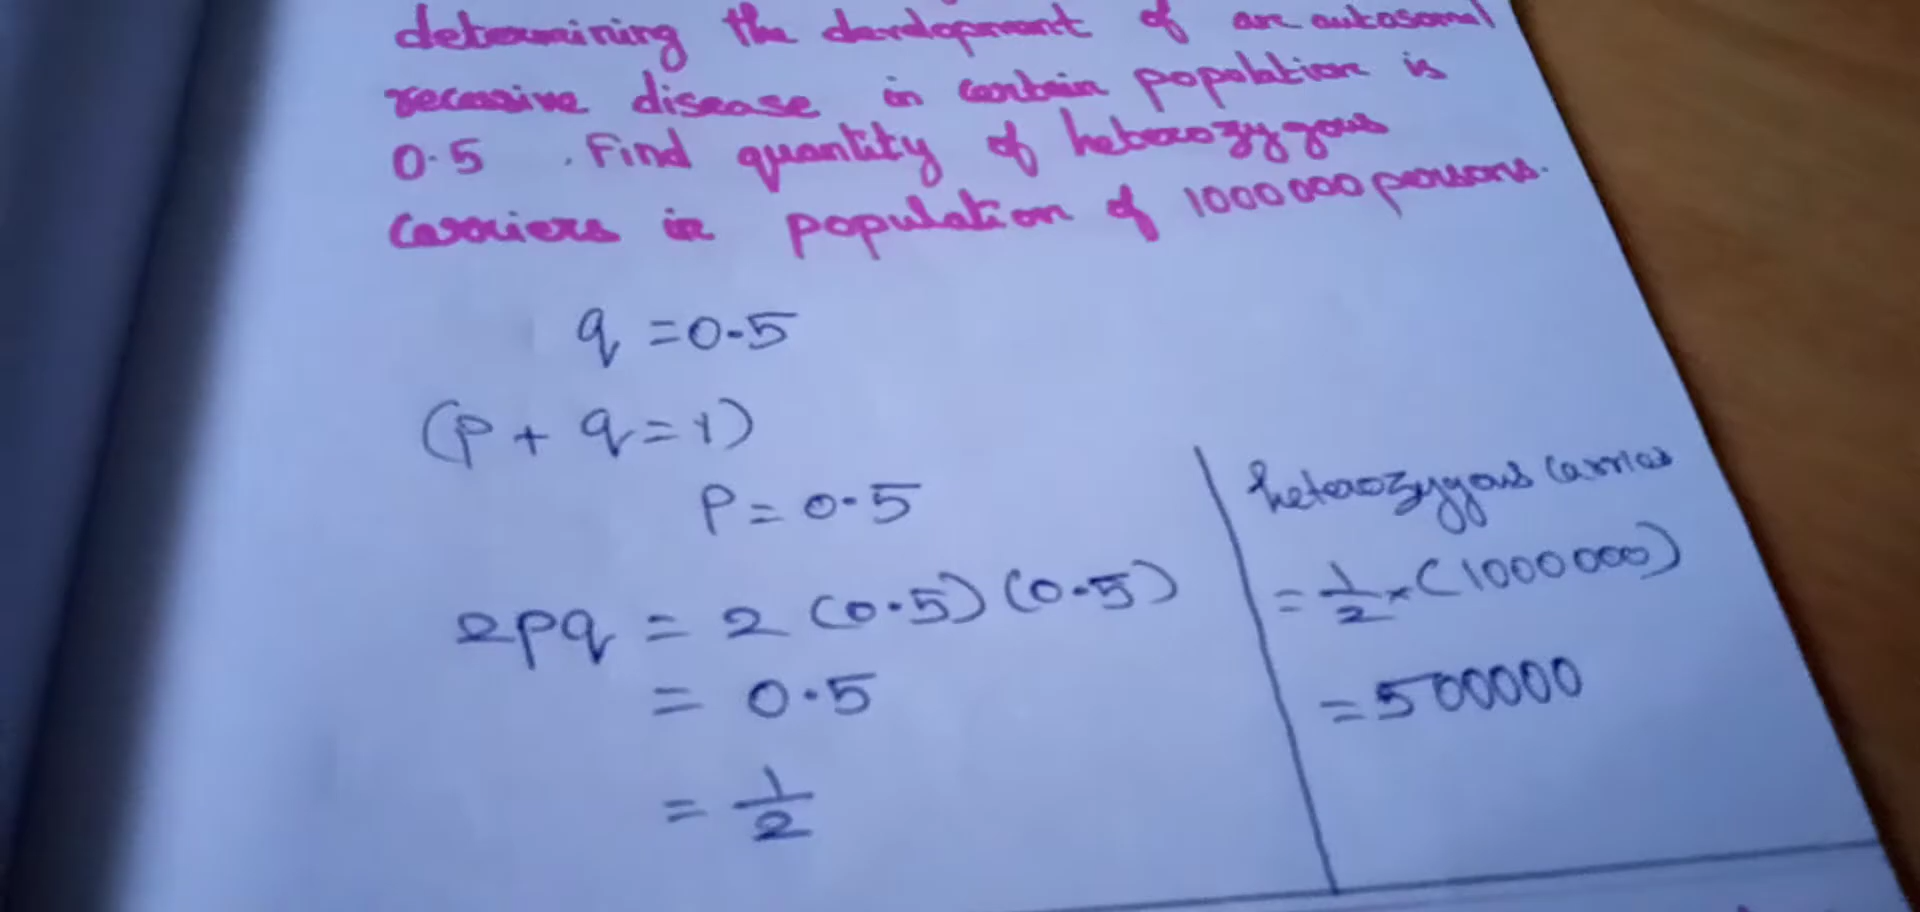 determining the development of an autosomal
recessive disease in certain population is
0.5 . Find quantity of heterozygous
carriers in population of 1000000 persons.
q = 0.5
(p + q = 1)
P = 0.5
2pq = 2 (0.5) (0.5)
= 0.5
= 1/2
heterozygous carrier
= 1/2 × (1000000)
= 500000